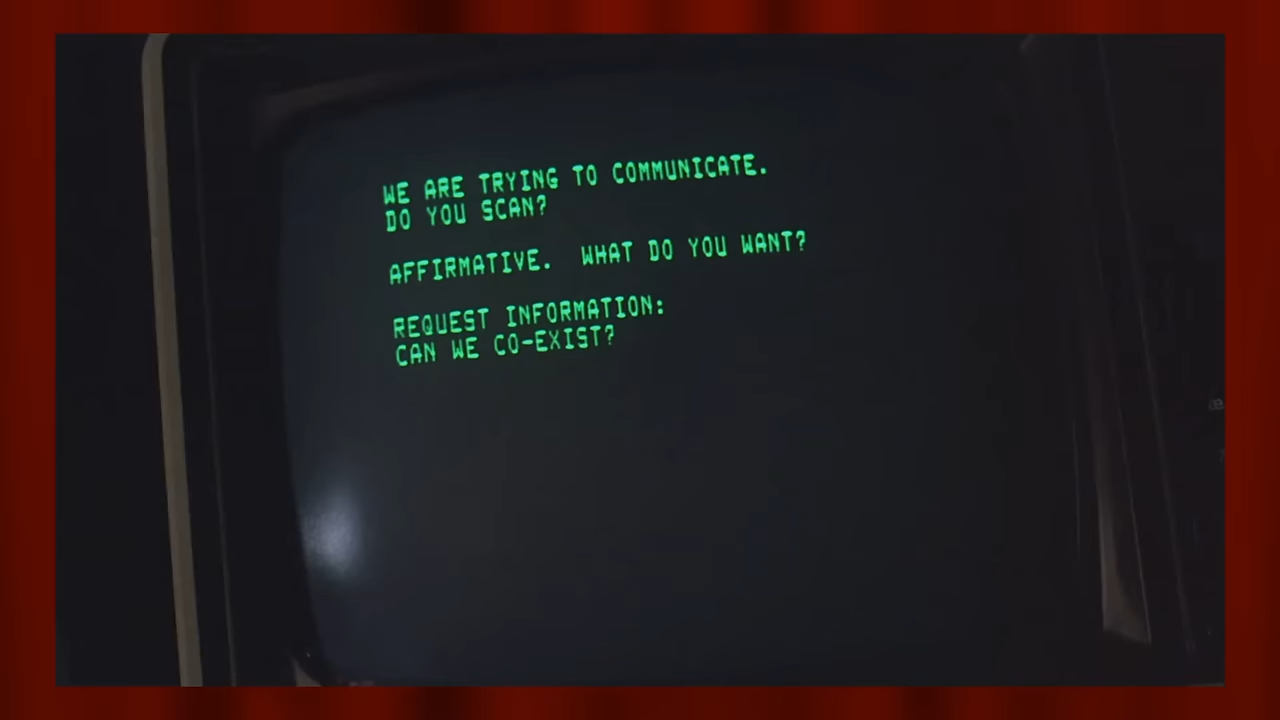 WE ARE TRYING TO COMMUNICATE.
DO YOU SCAN?
AFFIRMATIVE.  WHAT DO YOU WANT?
REQUEST INFORMATION:
CAN WE CO-EXIST?